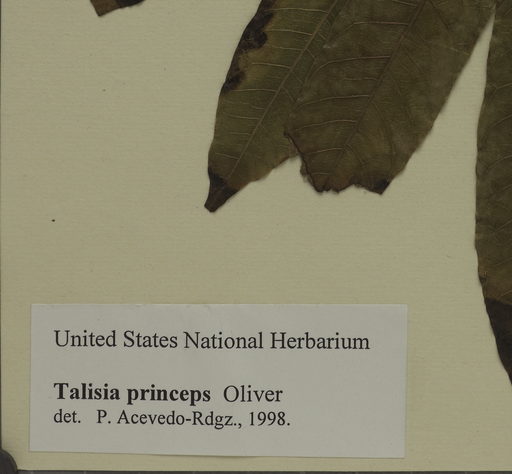 United States National Herbarium
Talisia princeps Oliver
det. P. Acevedo-Rdgz., 1998.